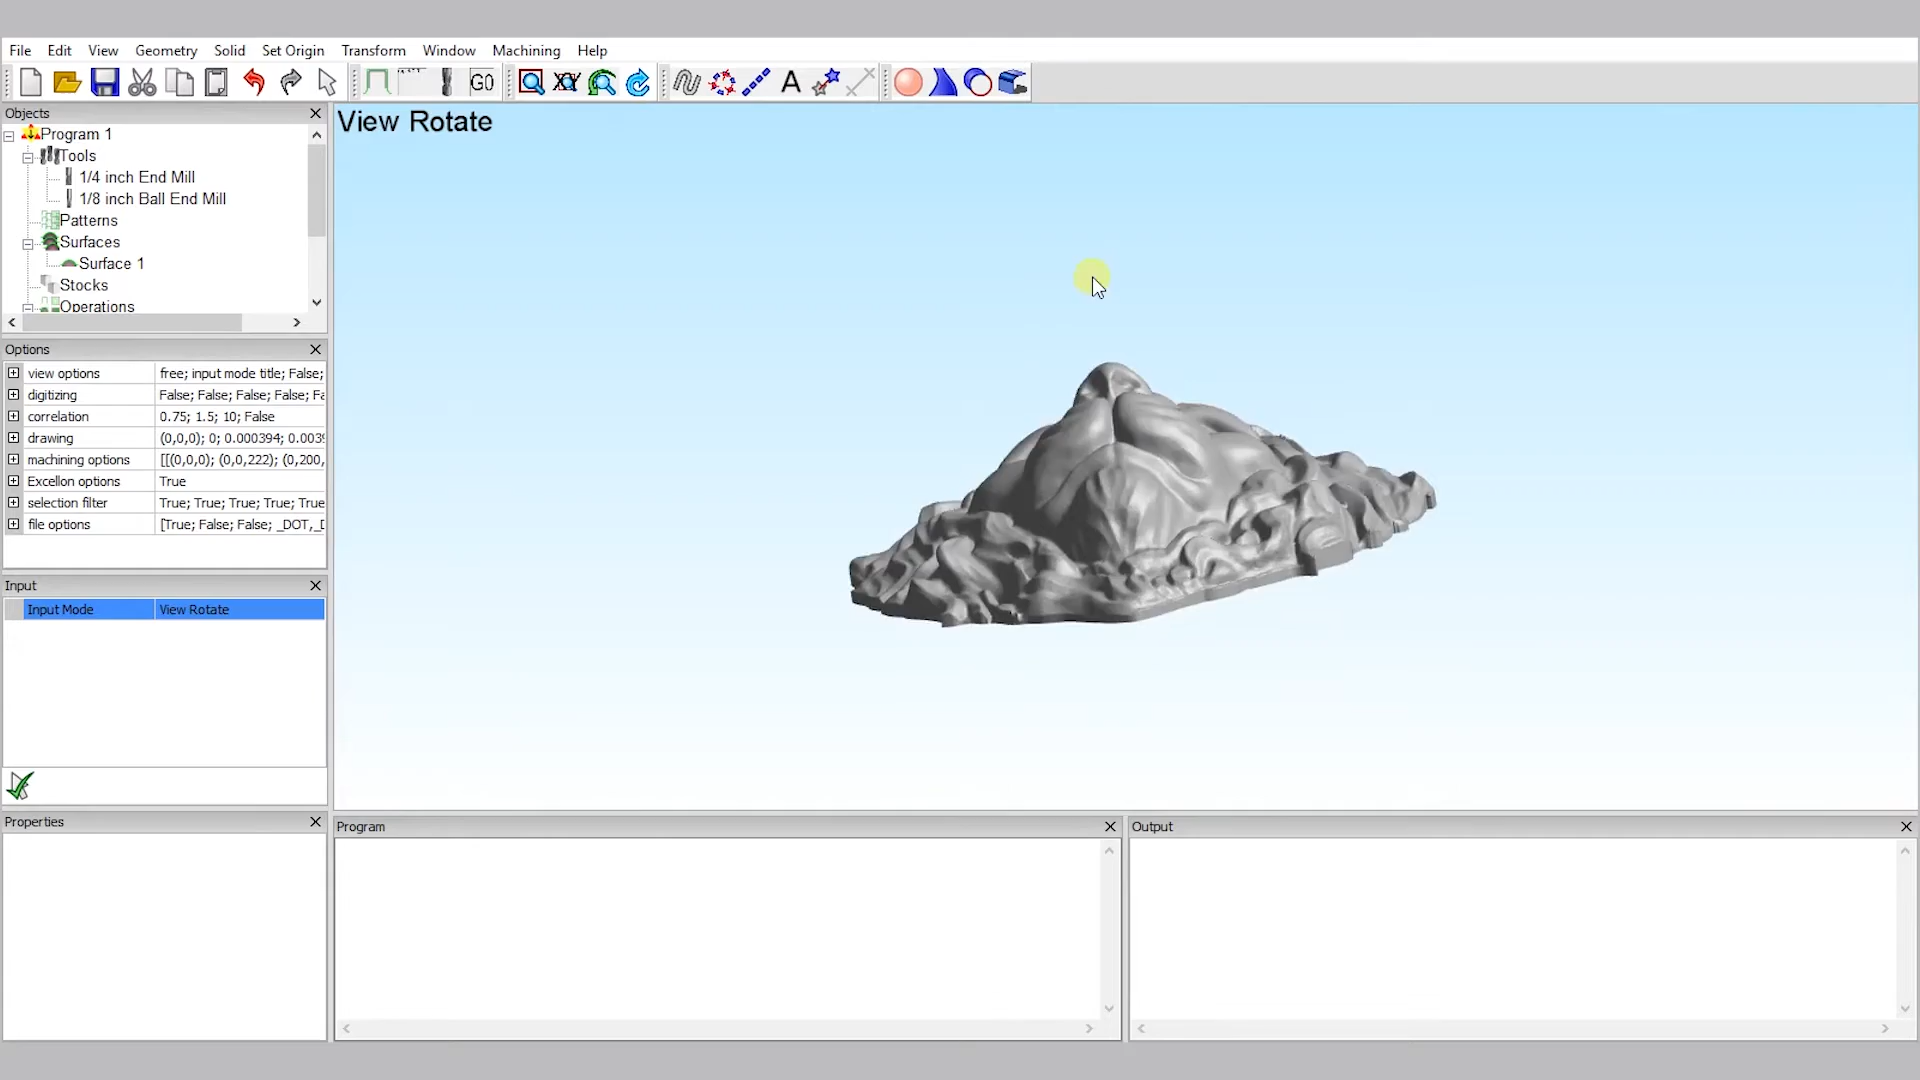 File Edit View Geometry Solid Set Origin Transform Window Machining Help
G0
A
Objects
Program 1
Tools
1/4 inch End Mill
1/8 inch Ball End Mill
Patterns
Surfaces
Surface 1
Stocks
Operations
Options
view options free; input mode title; False;
digitizing False; False; False; False; Fa
correlation 0.75; 1.5; 10; False
drawing (0,0,0); 0; 0.000394; 0.0039
machining options [[(0,0,0); (0,0,222); (0,200,
Excellon options True
selection filter True; True; True; True; True
file options [True; False; False; _DOT,_D
Input
Input Mode View Rotate
Properties
View Rotate
Program
Output